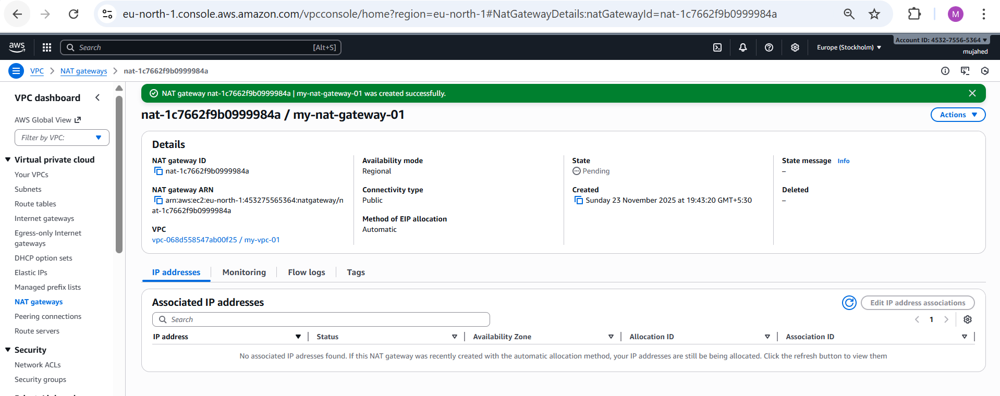 eu-north-1.console.aws.amazon.com/vpcconsole/home?region=eu-north-1#NatGatewayDetails:natGatewayId=nat-1c7662f9b0999984a
M
aws
Search
[Alt+S]
Europe (Stockholm)
Account ID: 4532-7556-5364
mujahed
VPC
NAT gateways
nat-1c7662f9b0999984a
VPC dashboard
AWS Global View
Filter by VPC:
Virtual private cloud
Your VPCs
Subnets
Route tables
Internet gateways
Egress-only Internet
gateways
DHCP option sets
Elastic IPs
Managed prefix lists
NAT gateways
Peering connections
Route servers
Security
Network ACLs
Security groups
NAT gateway nat-1c7662f9b0999984a | my-nat-gateway-01 was created successfully.
nat-1c7662f9b0999984a / my-nat-gateway-01
Actions
Details
NAT gateway ID
nat-1c7662f9b0999984a
NAT gateway ARN
arn:aws:ec2:eu-north-1:453275565364:natgateway/n
at-1c7662f9b0999984a
VPC
vpc-068d558547ab00f25 / my-vpc-01
Availability mode
Regional
Connectivity type
Public
Method of EIP allocation
Automatic
State
Pending
Created
Sunday 23 November 2025 at 19:43:20 GMT+5:30
State message Info
–
Deleted
–
IP addresses
Monitoring
Flow logs
Tags
Associated IP addresses
Edit IP address associations
Search
1
IP address
Status
Availability Zone
Allocation ID
Association ID
No associated IP adresses found. If this NAT gateway was recently created with the automatic allocation method, your IP addresses are still be being allocated. Click the refresh button to view them